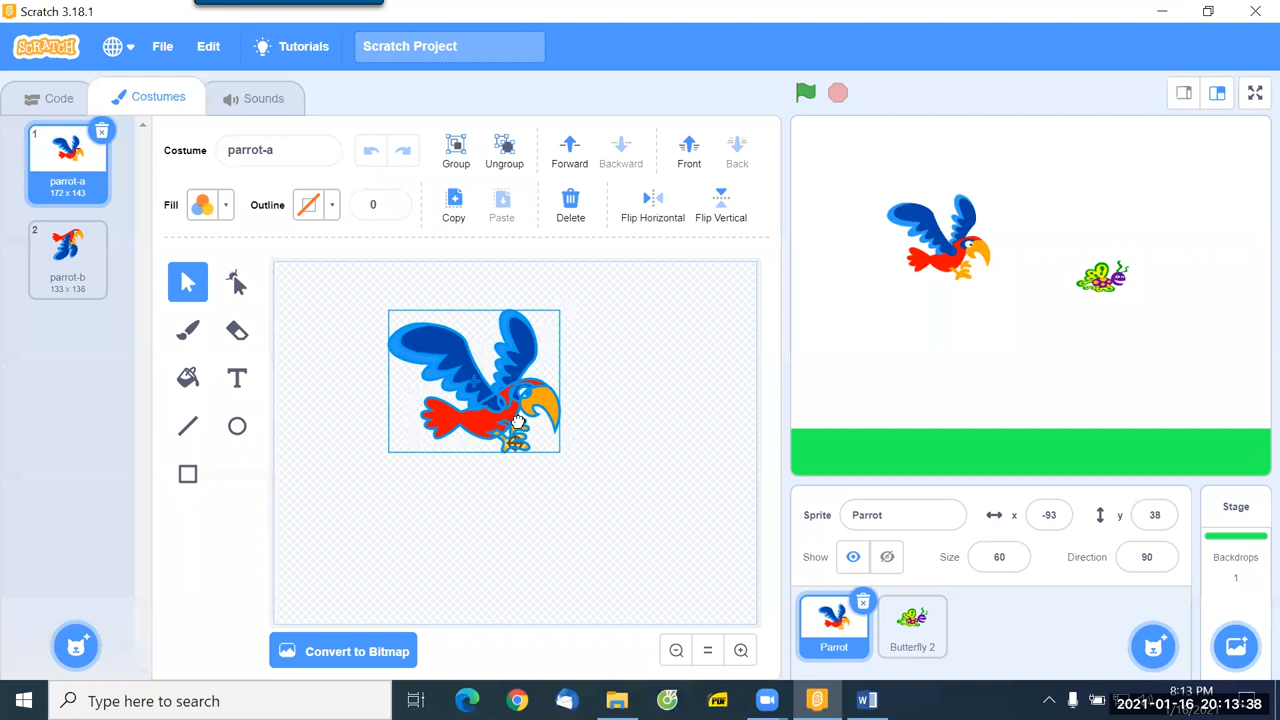 Scratch 3.18.1
SCRATCH File Edit Tutorials Scratch Project
Code Costumes Sounds
1
parrot-a
172 x 143
2
parrot-b
133 x 136
Costume parrot-a Group Ungroup Forward Backward Front Back
Fill Outline 0 Copy Paste Delete Flip Horizontal Flip Vertical
T
Convert to Bitmap
Sprite Parrot x -93 y 38
Show Size 60 Direction 90
Parrot
Butterfly 2
Stage
Backdrops
1
Type here to search
PDF
W
8:13 PM
2021-01-16 20:13:38